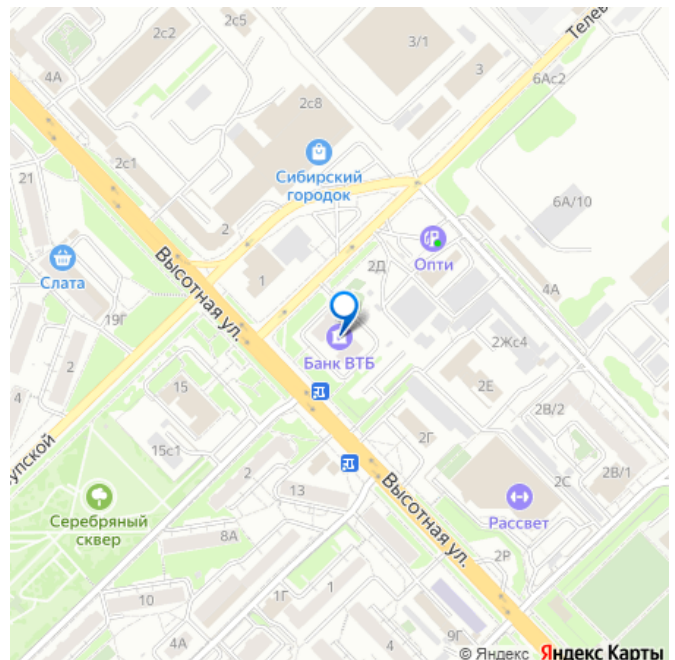 2с2
2с5
Телев
4А
3/1
3
6Ас2
2с8
2с1
Сибирский
городок
21
2
6А/10
Слата
Высотная ул.
1
2Д
Опти
4А
19Г
Банк ВТБ
2Жс4
2
15
2Е
4
2В/2
упской
15с1
2
2Г
13
2С
2В/1
Серебряный
сквер
8А
Высотная ул.
Рассвет
2Р
10
1Г
1
4А
4
9Г
© Яндекс Яндекс Карты